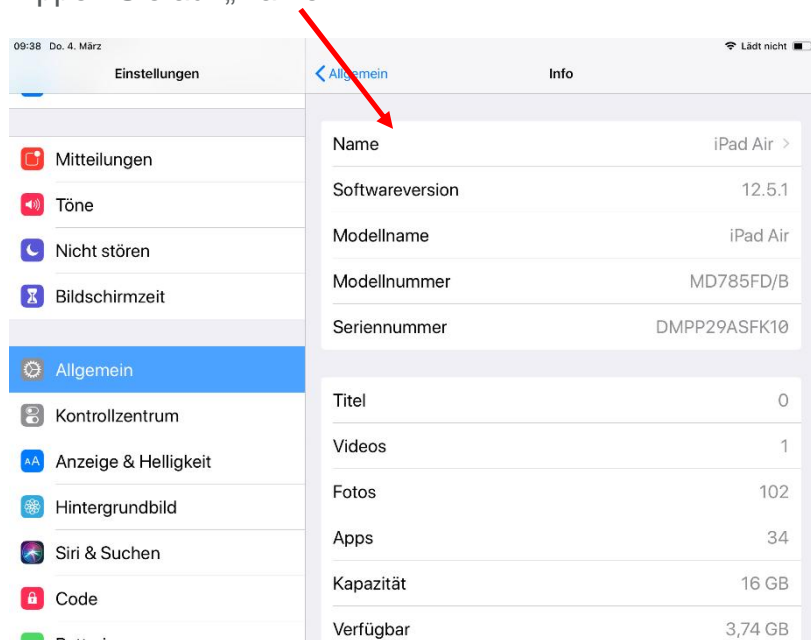 09:38 Do. 4. März
Lädt nicht
Einstellungen
Allgemein
Info
Mitteilungen
Töne
Nicht stören
Bildschirmzeit
Allgemein
Kontrollzentrum
Anzeige & Helligkeit
Hintergrundbild
Siri & Suchen
Code
Name iPad Air
Softwareversion 12.5.1
Modellname iPad Air
Modellnummer MD785FD/B
Seriennummer DMPP29ASFK10
Titel 0
Videos 1
Fotos 102
Apps 34
Kapazität 16 GB
Verfügbar 3,74 GB